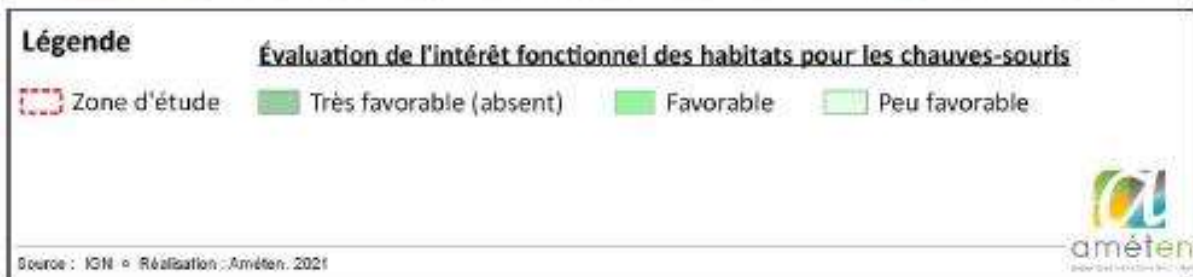 Légende
Évaluation de l'intérêt fonctionnel des habitats pour les chauves-souris
Zone d'étude Très favorable (absent) Favorable Peu favorable
améten
Source : IGN ⚬ Réalisation : Améten, 2021